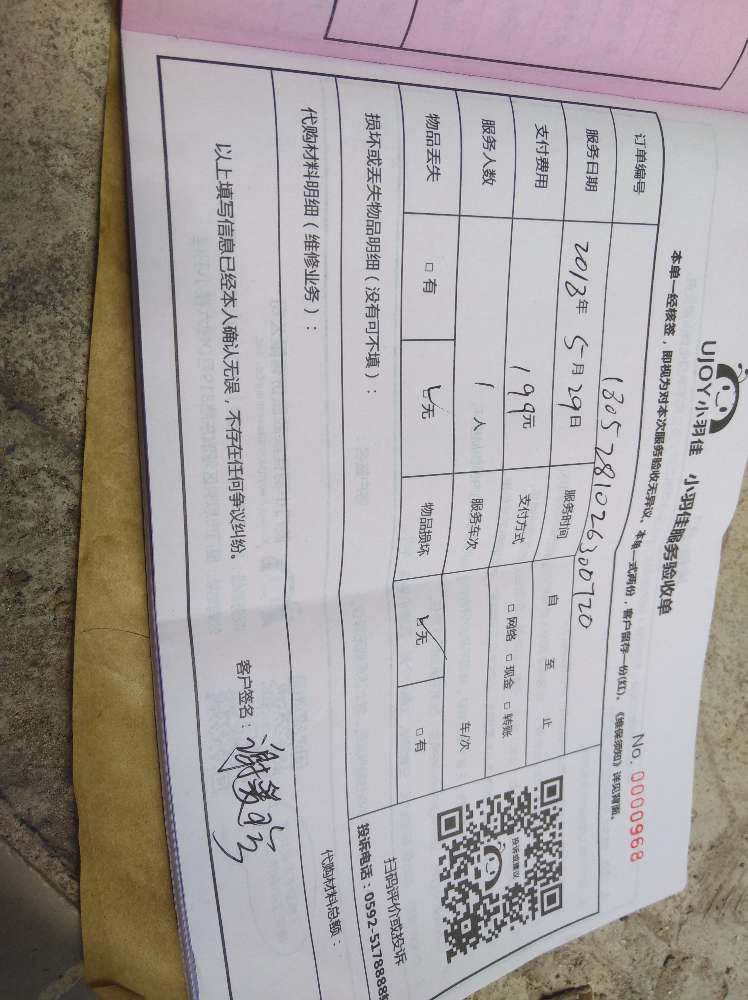 UJOY小羽佳 小羽佳服务验收单 No. 0000968
本单一经核签，即视为对本次服务验收无异议。本单一式两份，客户留存一份(红)。《维保须知》详见背面。
订单编号 1805281026300720
服务日期 2018年5月29日 服务时间 自 至 止
支付费用 199元 支付方式 □网络 □现金 □转账
服务人数 1人 服务车次 车/次
物品丢失 □有 ☑无 物品损坏 ☑无 □有
投诉或建议
扫码评价或投诉
投诉电话：0592-5178888
损坏或丢失物品明细（没有可不填）：
代购材料明细（维修业务）： 代购材料总额：
以上填写信息已经本人确认无误，不存在任何争议纠纷。 客户签名：